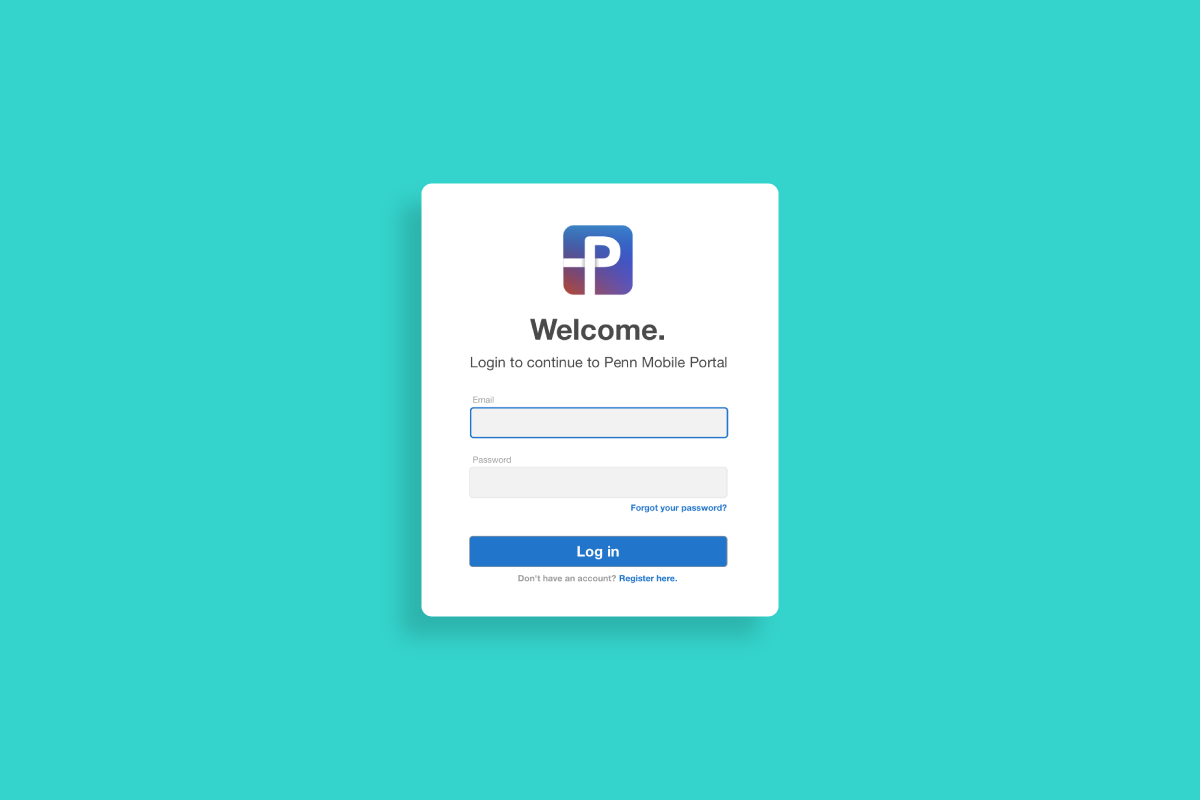 P
Welcome.
Login to continue to Penn Mobile Portal
Email
Password
Forgot your password?
Log in
Don't have an account? Register here.